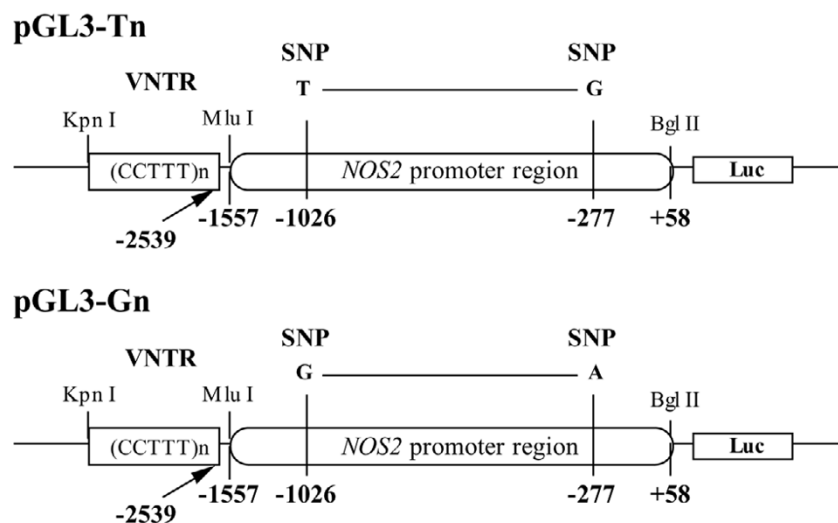 pGL3-Tn
SNP SNP
VNTR T G
Kpn I Mlu I Bgl II
(CCTTT)n NOS2 promoter region Luc
-2539 -1557 -1026 -277 +58
pGL3-Gn
SNP SNP
VNTR G A
Kpn I Mlu I Bgl II
(CCTTT)n NOS2 promoter region Luc
-2539 -1557 -1026 -277 +58